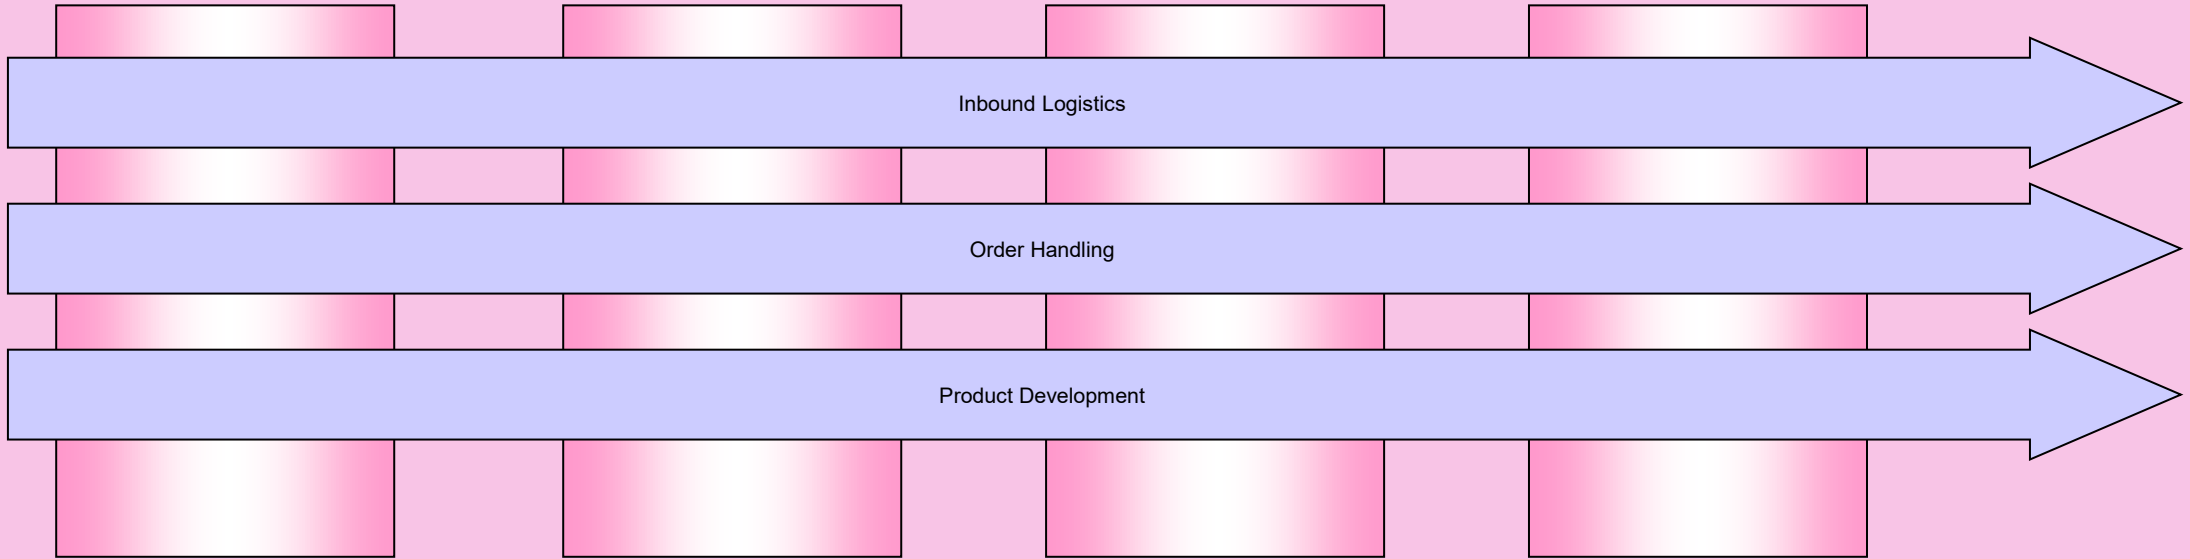 Inbound Logistics
Order Handling
Product Development